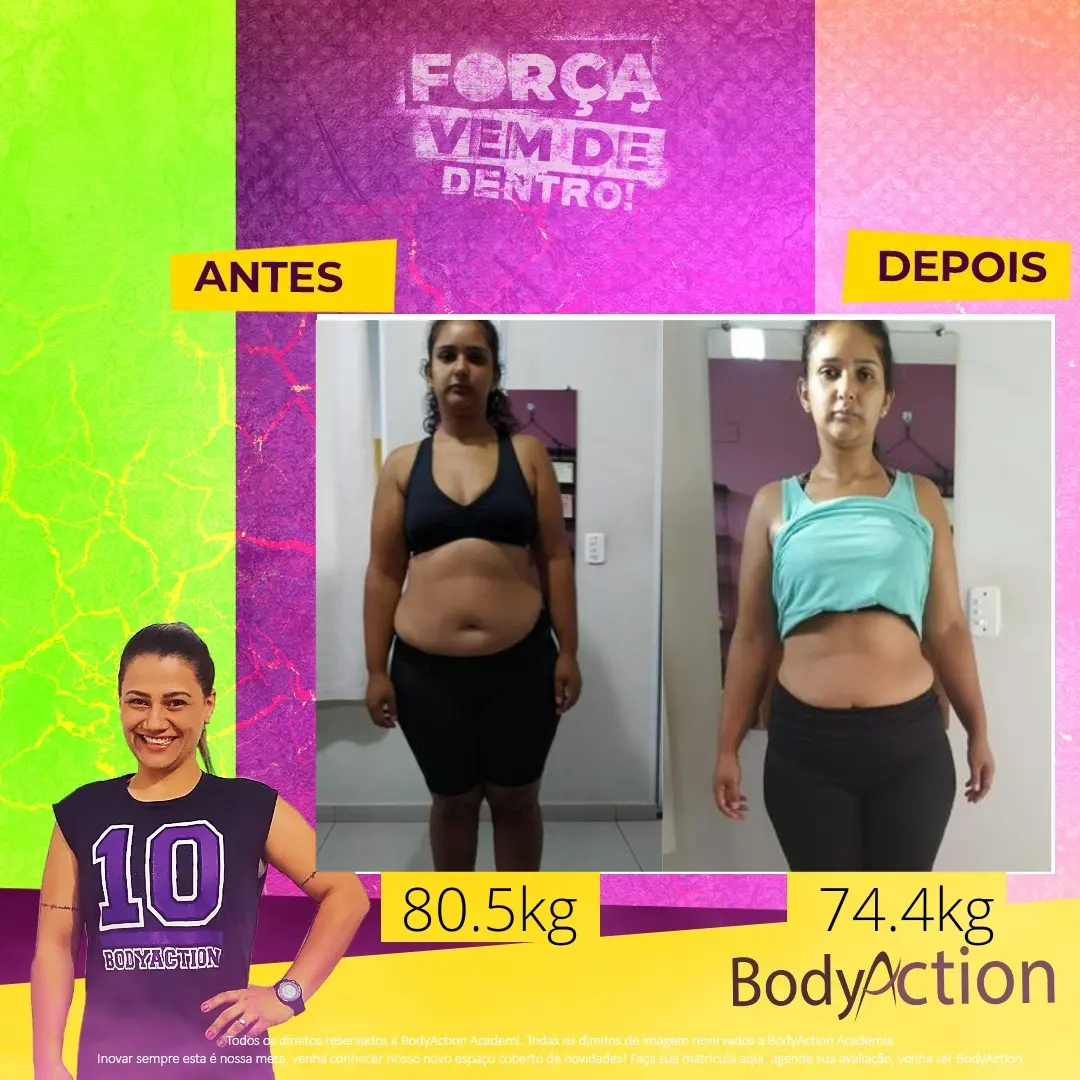 FORÇA
VEM DE
DENTRO!
ANTES
DEPOIS
10
BODYACTION
80.5kg
74.4kg
BodyAction
Todos os direitos reservados a BodyAction Academi. Todas os direitos de imagem reservados a BodyAction Academia
Inovar sempre esta é nossa meta, venha conhecer nosso novo espaço coberto de novidades! Faça sua matrícula aqui, agende sua avaliação, venha ser BodyAction